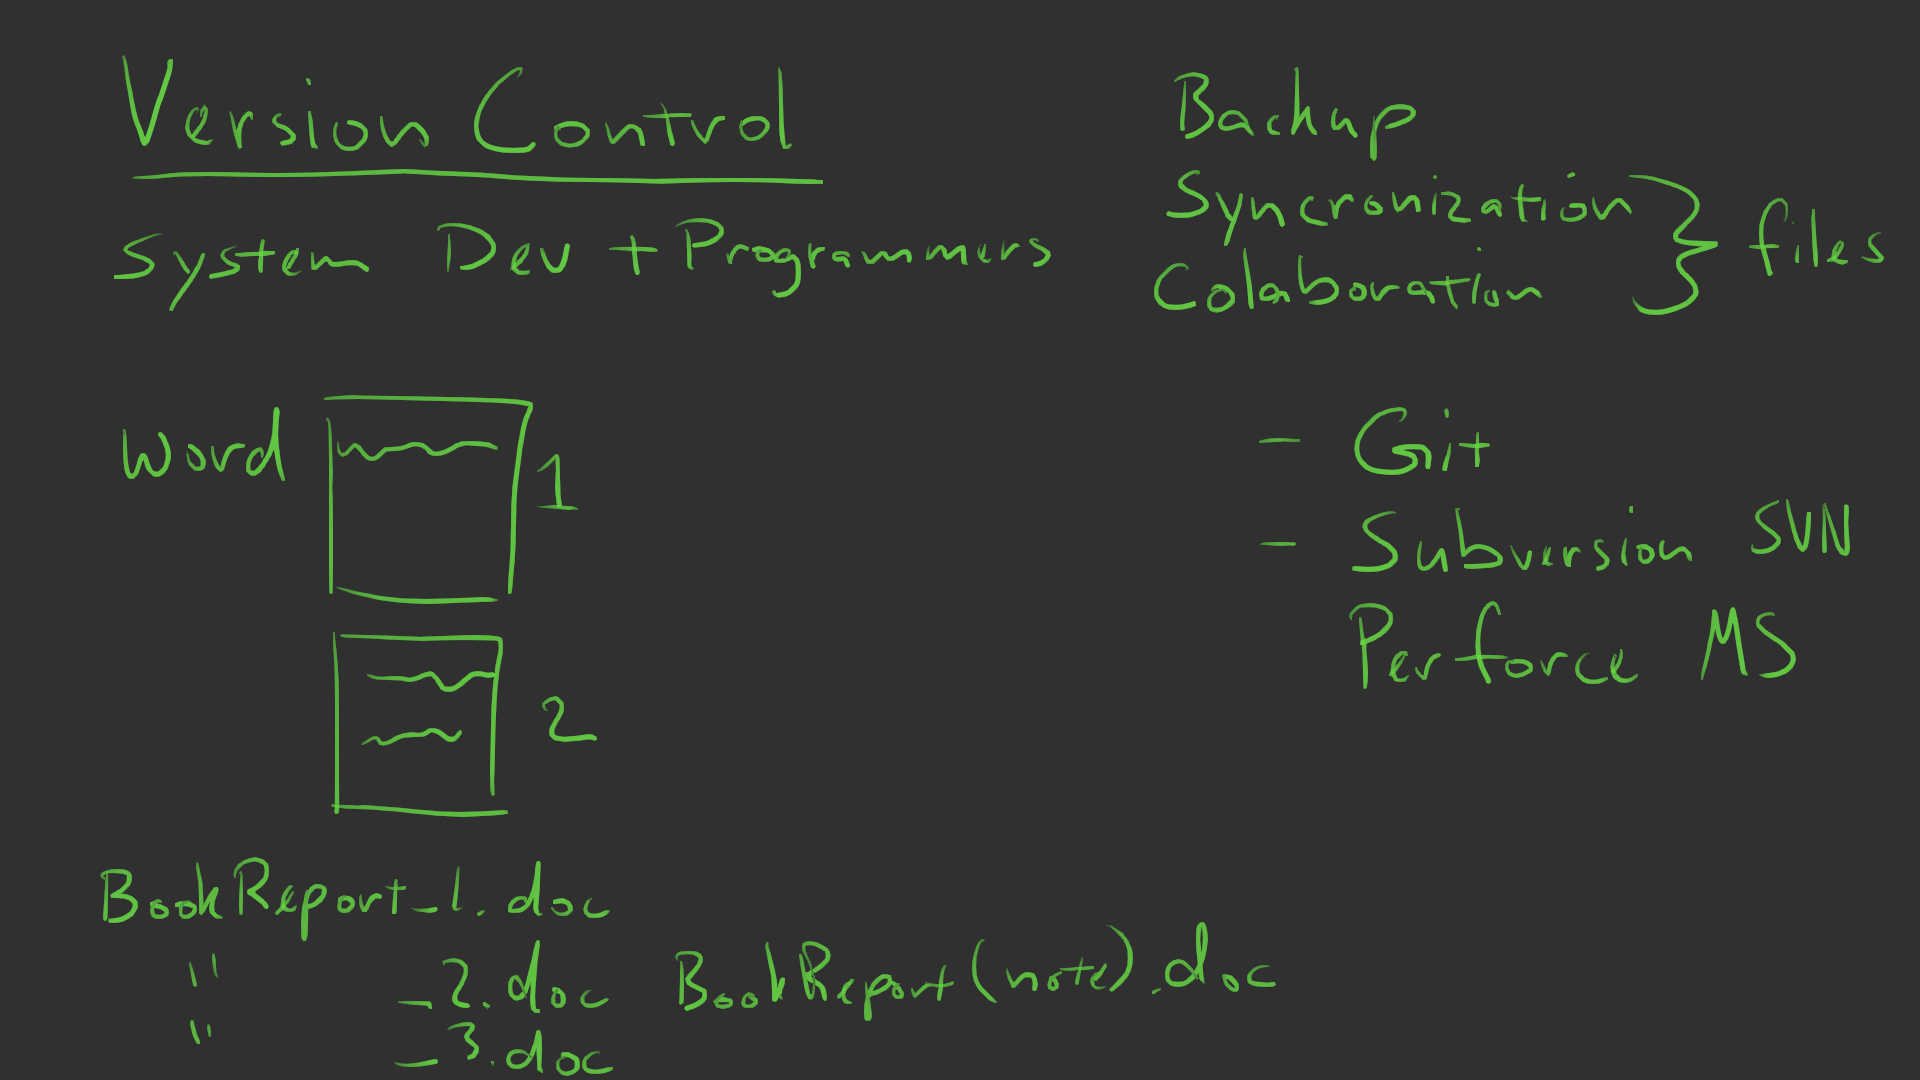 Version Control
system Dev + Programmers
Backup
Syncronization
Colaboration
files
word
1
2
- Git
- Subversion SVN
Perforce MS
BookReport_1.doc
" _2.doc BookReport(note).doc
" _3.doc